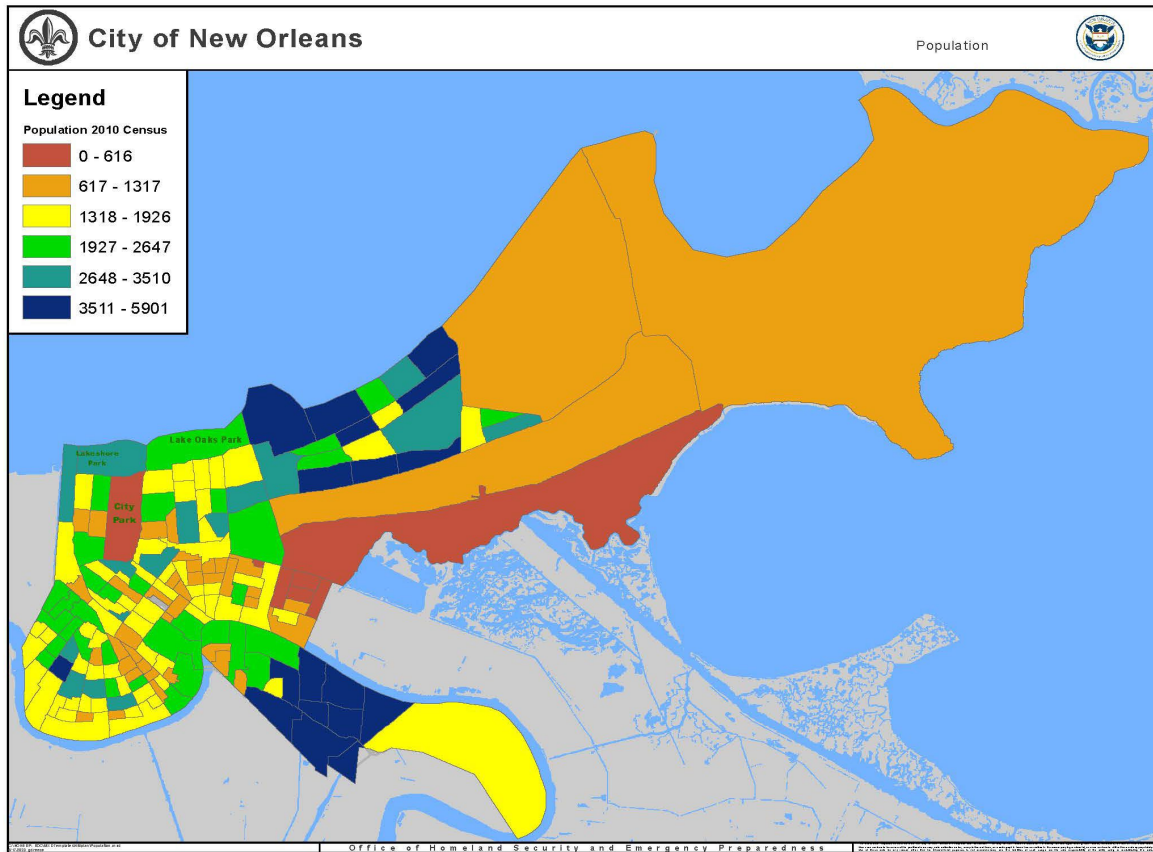 City of New Orleans
Population
Legend
Population 2010 Census
0 - 616
617 - 1317
1318 - 1926
1927 - 2647
2648 - 3510
3511 - 5901
Lake Oaks Park
Lakeshore
Park
City
Park
Office of Homeland Security and Emergency Preparedness